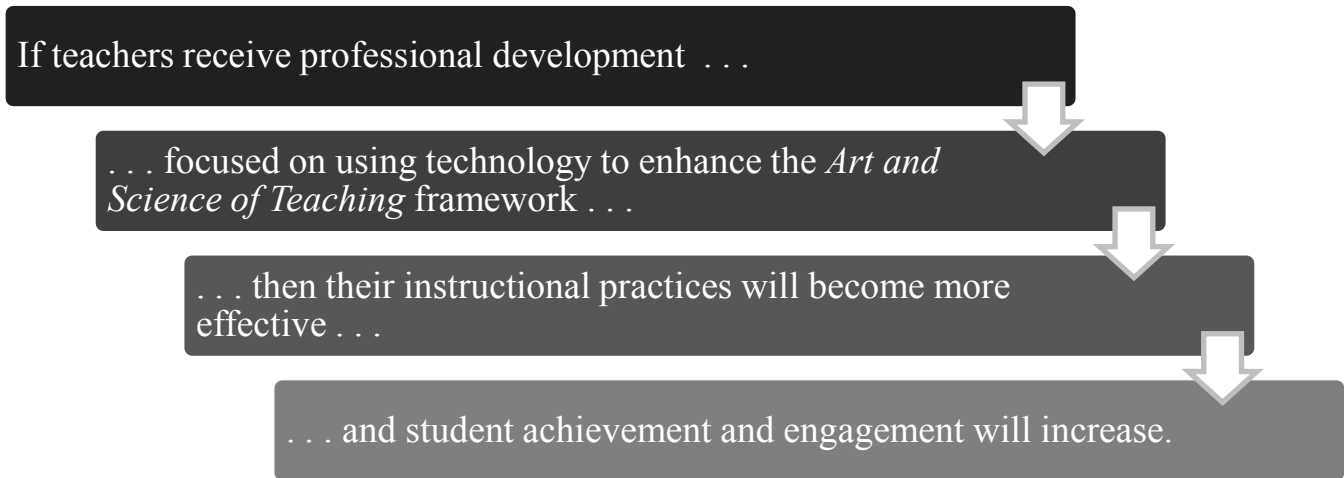 If teachers receive professional development . . .
. . . focused on using technology to enhance the Art and
Science of Teaching framework . . .
. . . then their instructional practices will become more
effective . . .
. . . and student achievement and engagement will increase.